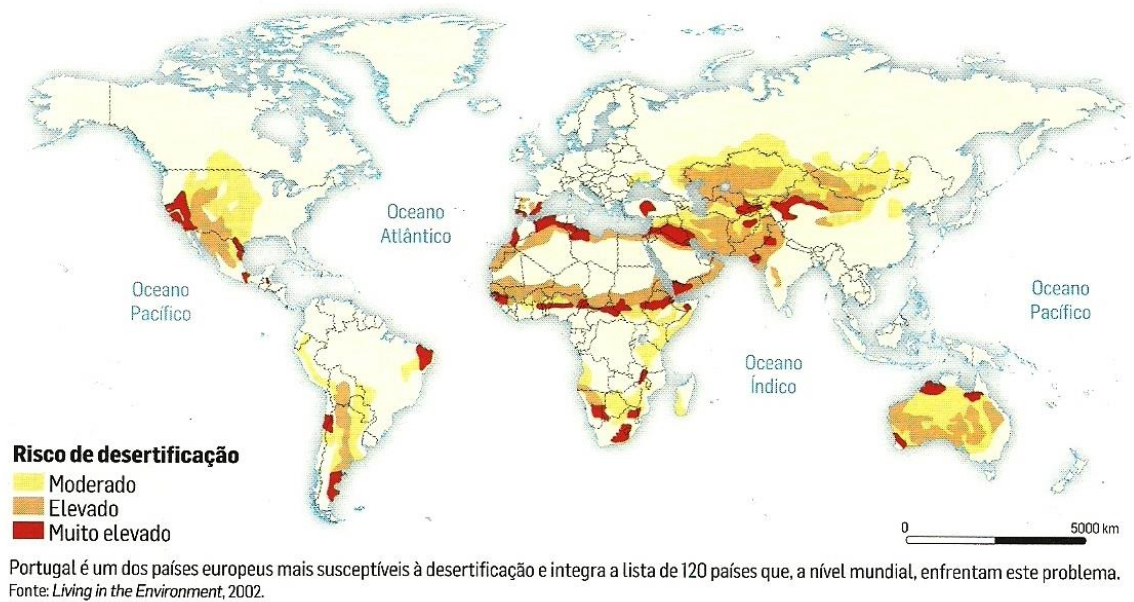 Oceano
Atlântico
Oceano
Pacífico
Oceano
Pacífico
Oceano
Índico
Risco de desertificação
Moderado
Elevado
Muito elevado
0 5000 km
Portugal é um dos países europeus mais susceptíveis à desertificação e integra a lista de 120 países que, a nível mundial, enfrentam este problema.
Fonte: Living in the Environment, 2002.